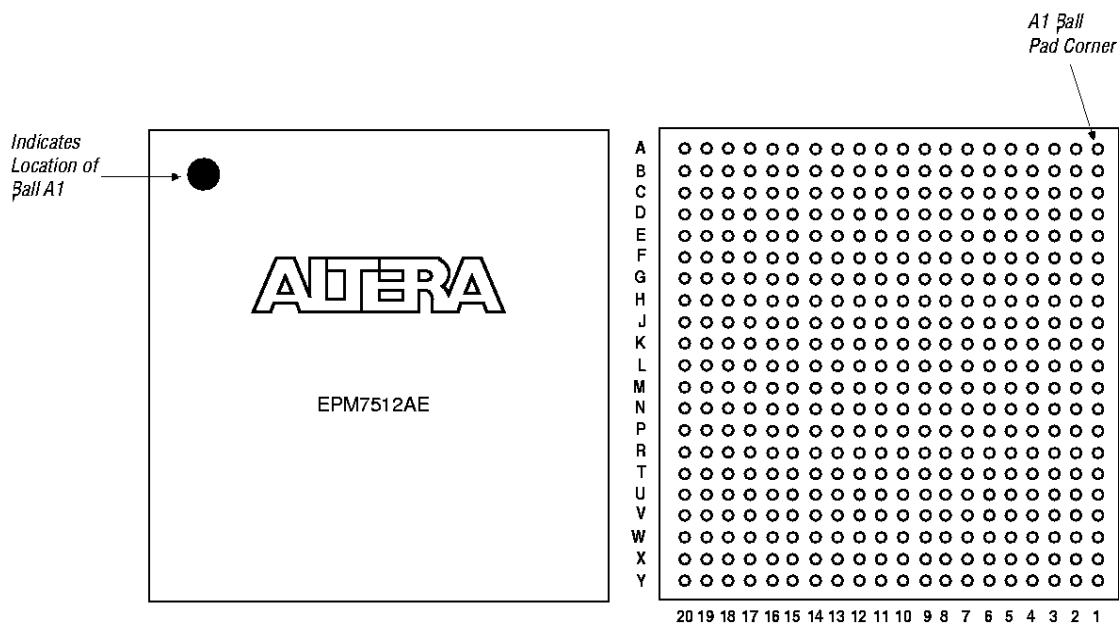 A1 Ball
Pad Corner
Indicates
Location of
Ball A1
ALTERA
EPM7512AE
A
B
C
D
E
F
G
H
J
K
L
M
N
P
R
T
U
V
W
X
Y
20 19 18 17 16 15 14 13 12 11 10 9 8 7 6 5 4 3 2 1